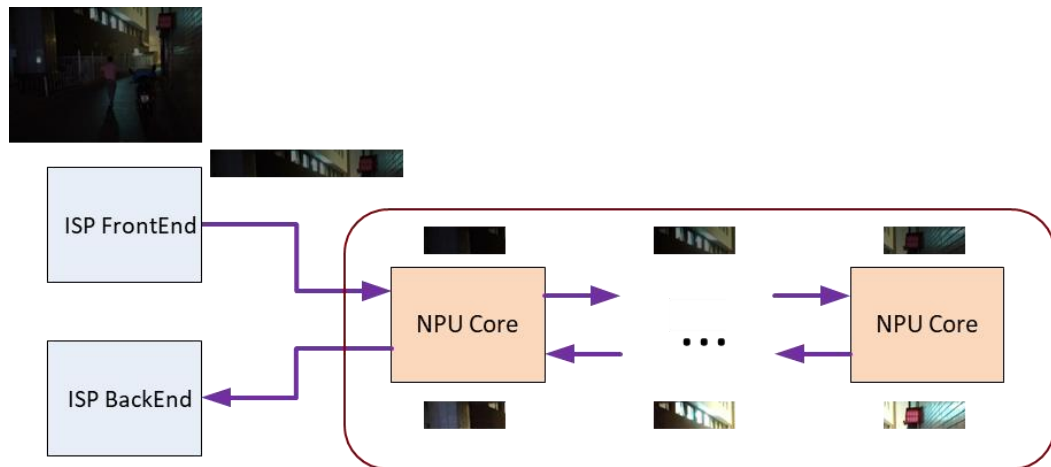 ISP FrontEnd
NPU Core
...
NPU Core
ISP BackEnd